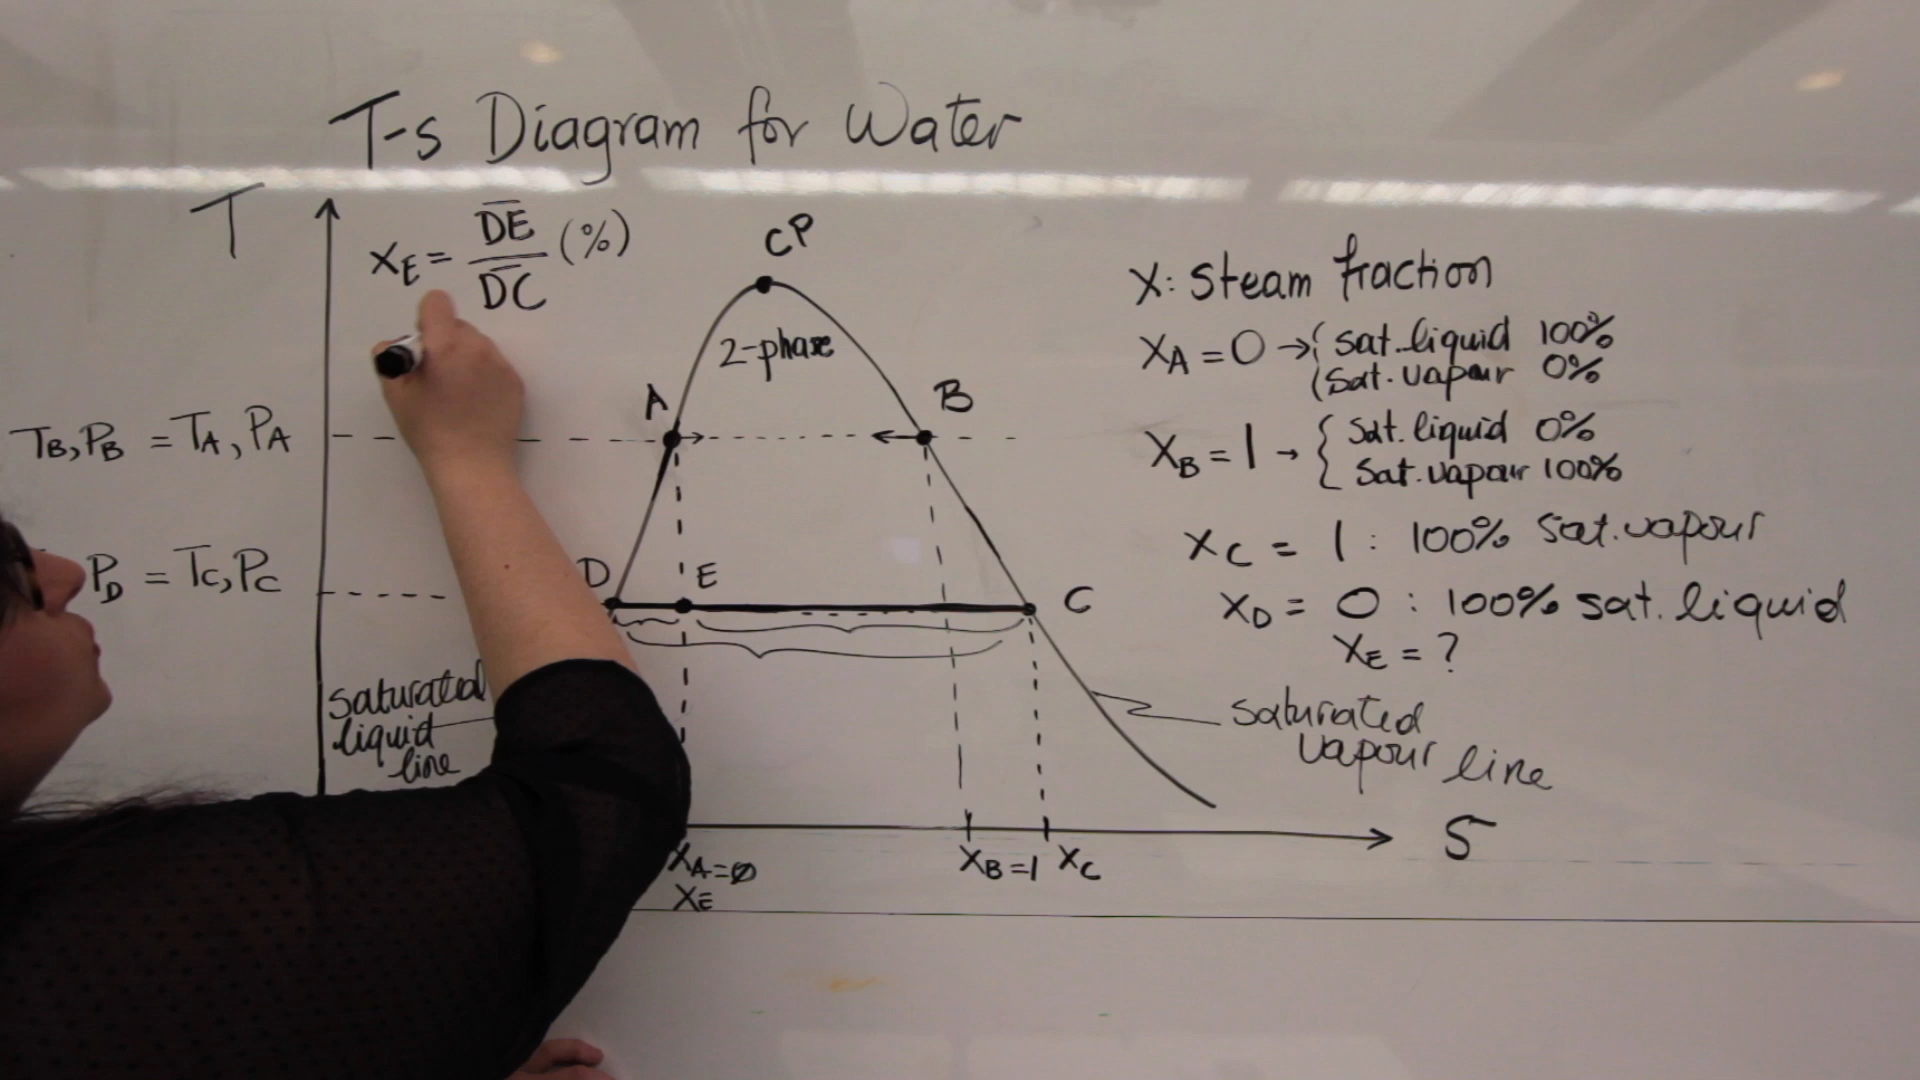 T-s Diagram for Water
T
X_E = DE / DC (%)
CP
2-phase
A
B
T_B, P_B = T_A, P_A
P_D = T_C, P_C
D
E
C
saturated
liquid
line
X: Steam fraction
X_A = 0 → { sat. liquid 100%
sat. vapour 0%
X_B = 1 → { sat. liquid 0%
sat. vapour 100%
X_C = 1 : 100% sat. vapour
X_D = 0 : 100% sat. liquid
X_E = ?
saturated
vapour line
S
X_A = 0
X_E
X_B = 1
X_C